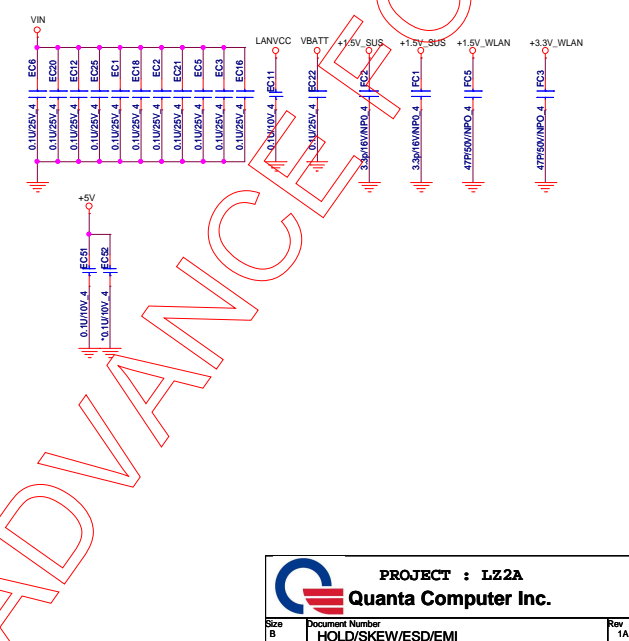 VIN
EC6
EC20
EC12
EC25
EC1
EC18
EC2
EC21
EC5
EC3
EC16
0.1U/25V_4
0.1U/25V_4
0.1U/25V_4
0.1U/25V_4
0.1U/25V_4
0.1U/25V_4
0.1U/25V_4
0.1U/25V_4
0.1U/25V_4
0.1U/25V_4
0.1U/25V_4
LANVCC
EC11
0.1U/10V_4
VBATT
EC22
0.1U/25V_4
+1.5V_SUS
FC2
3.3p/16V/NPO_4
+1.5V_SUS
FC1
3.3p/16V/NPO_4
+1.5V_WLAN
FC5
47P/50V/NPO_4
+3.3V_WLAN
FC3
47P/50V/NPO_4
+5V
EC51
EC52
0.1U/10V_4
*0.1U/10V_4
ADVANCE
PROJECT : LZ2A
Quanta Computer Inc.
Size
B
Document Number
HOLD/SKEW/ESD/EMI
Rev
1A